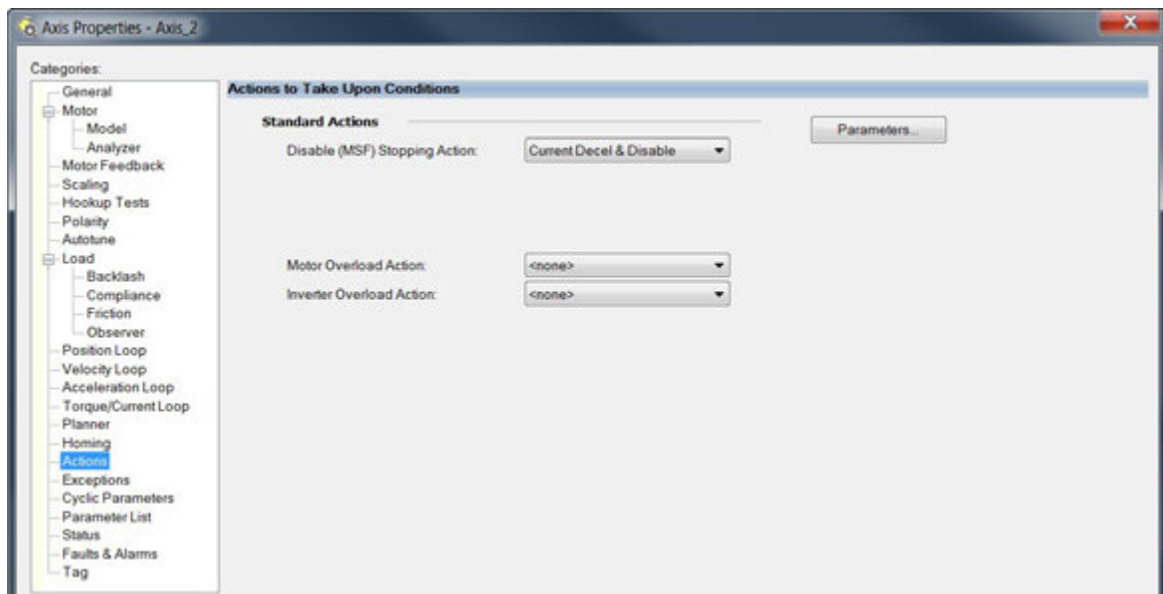 Axis Properties - Axis_2
Categories:
General
Motor
Model
Analyzer
Motor Feedback
Scaling
Hookup Tests
Polarity
Autotune
Load
Backlash
Compliance
Friction
Observer
Position Loop
Velocity Loop
Acceleration Loop
Torque/Current Loop
Planner
Homing
Actions
Exceptions
Cyclic Parameters
Parameter List
Status
Faults & Alarms
Tag
Actions to Take Upon Conditions
Standard Actions
Parameters...
Disable (MSF) Stopping Action: Current Decel & Disable
Motor Overload Action: <none>
Inverter Overload Action: <none>